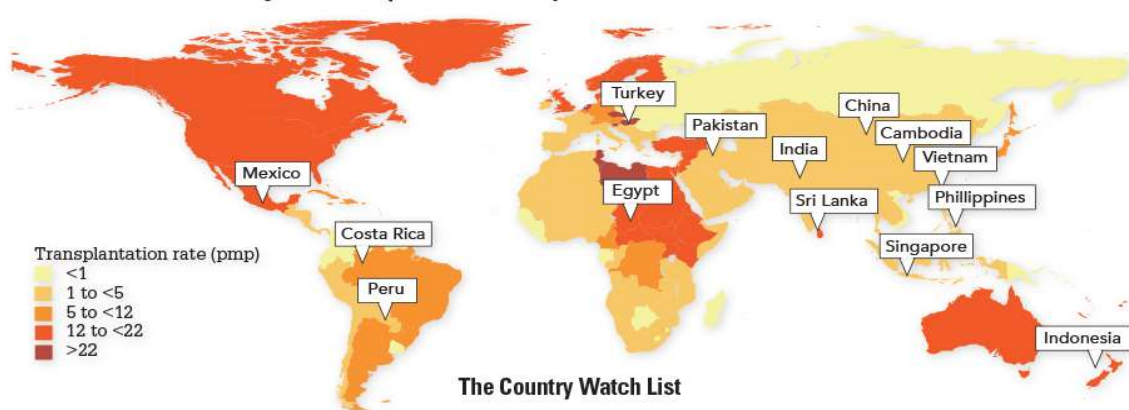 Turkey
China
Pakistan
Cambodia
India
Vietnam
Mexico
Egypt
Sri Lanka
Phillippines
Costa Rica
Singapore
Peru
Indonesia
Transplantation rate (pmp)
<1
1 to <5
5 to <12
12 to <22
>22
The Country Watch List